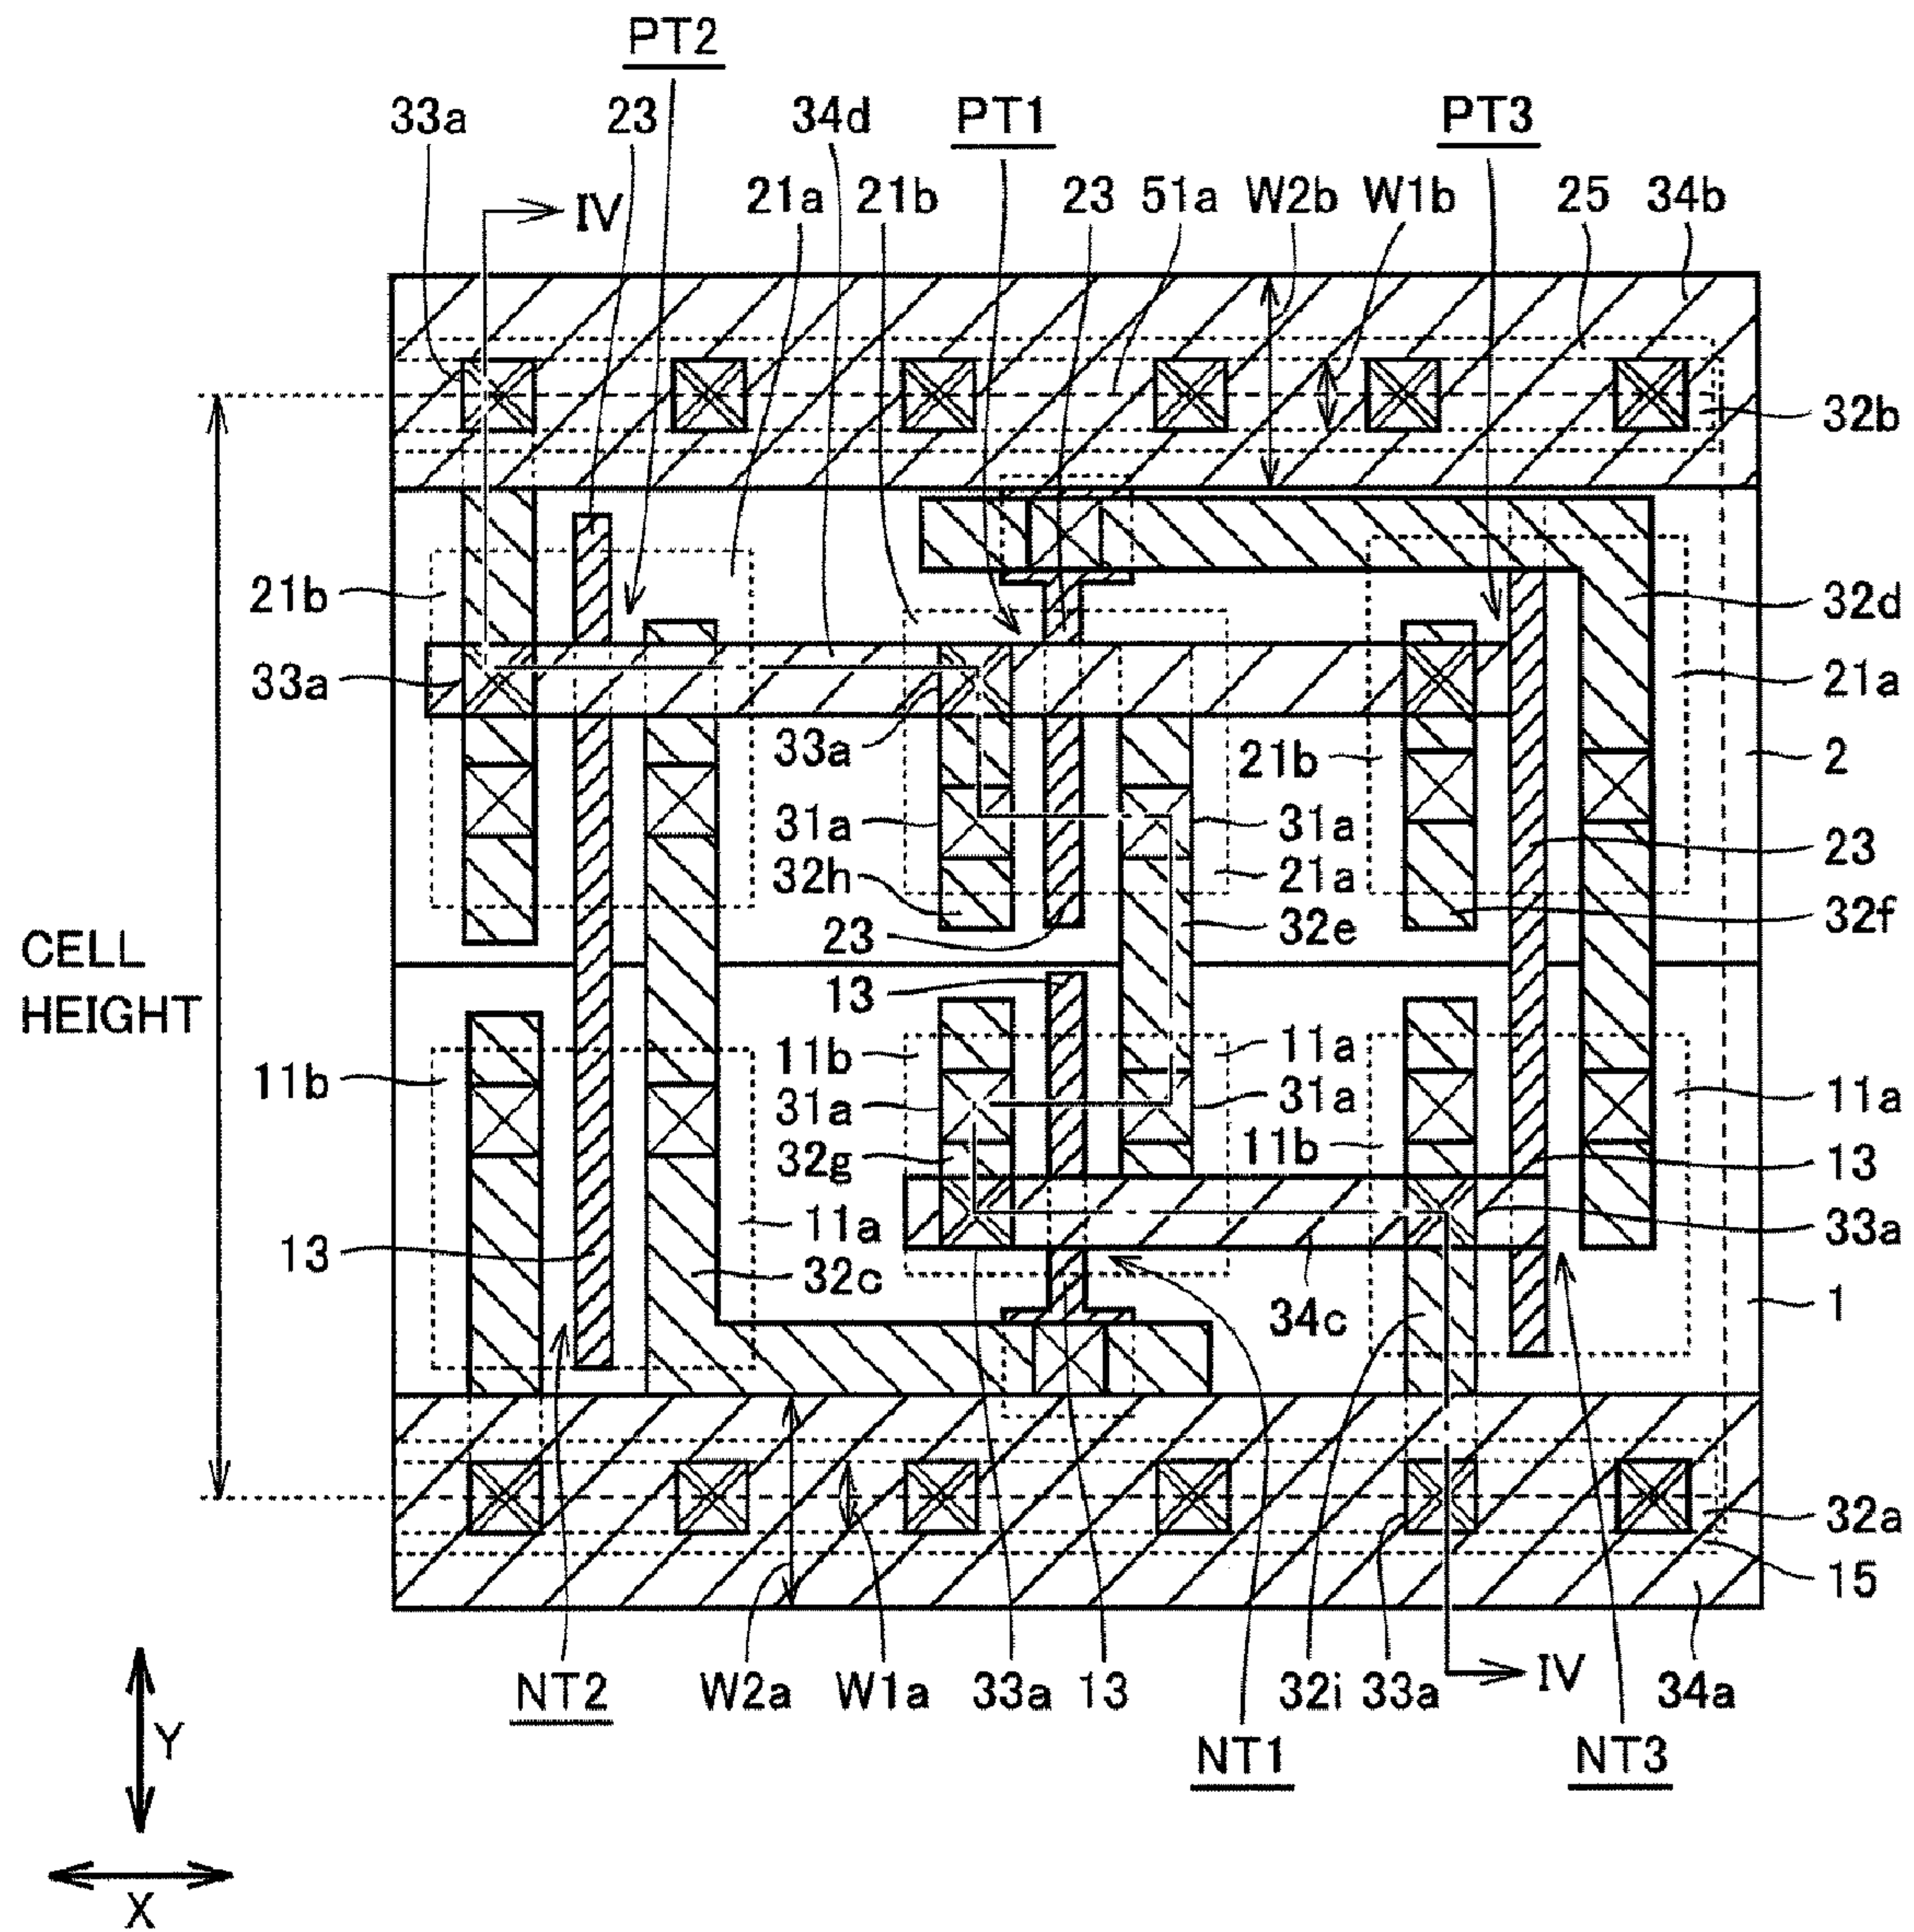 PT2
33a 23 34d PT1 PT3
IV 21a 21b 23 51a W2b W1b 25 34b
32b
21b 32d
33a 33a 21b 21a
2
31a 31a 23
32h 21a
23 32e 32f
CELL
HEIGHT
13
11b 11b 11a
31a 31a 11a
32g 11b 13
13 11a 33a
32c 34c 1
32a
15
NT2 W2a W1a 33a 13 32i 33a IV 34a
NT1 NT3
Y
X